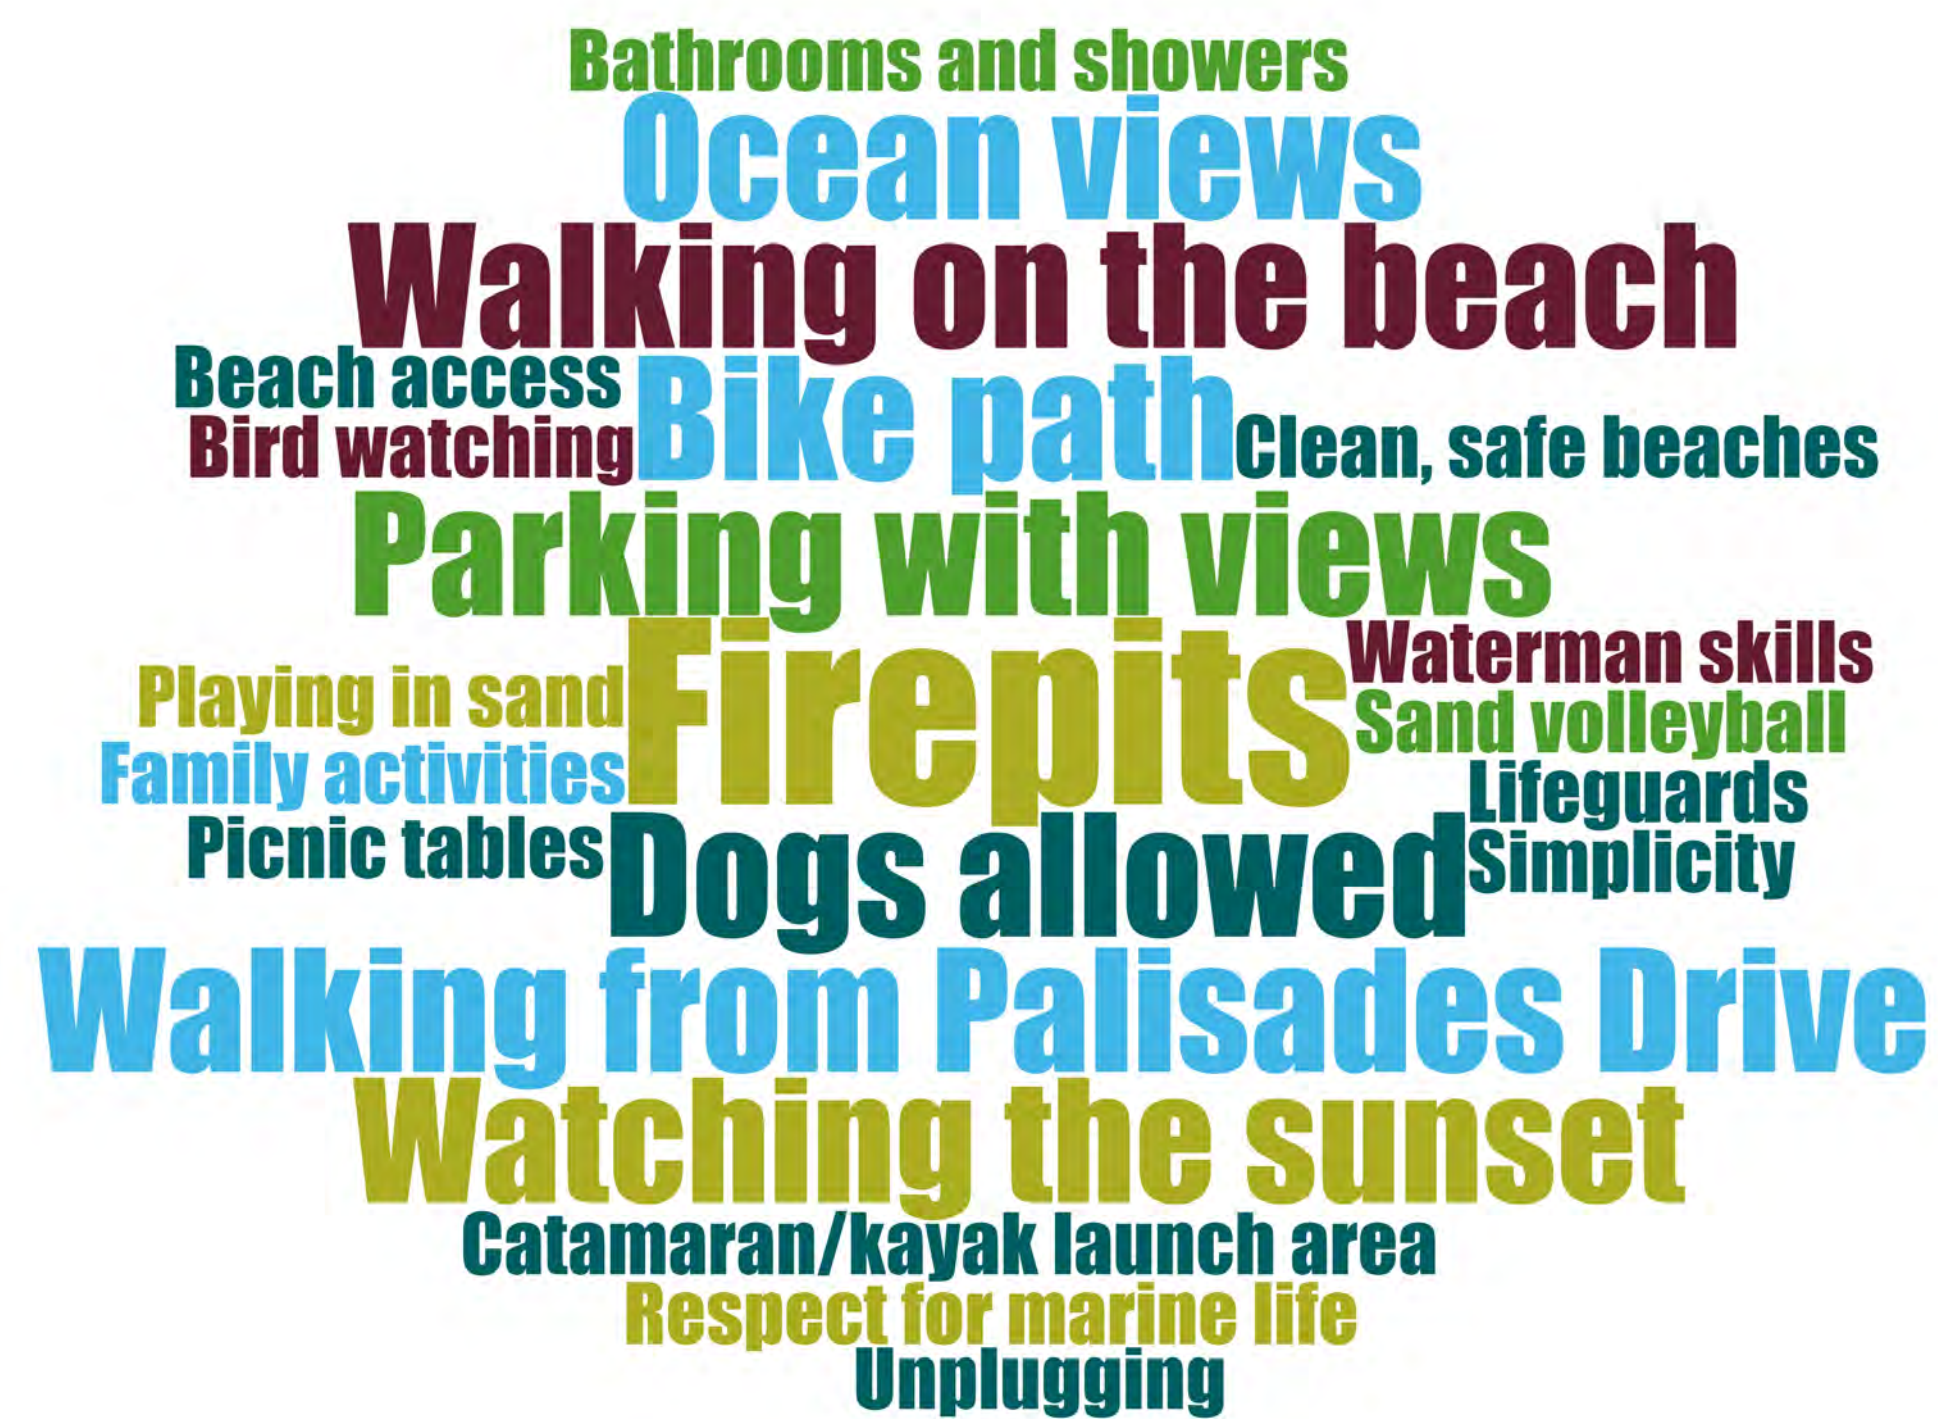 Bathrooms and showers
Ocean views
Walking on the beach
Beach access
Bird watching
Bike path
Clean, safe beaches
Parking with views
Firepits
Waterman skills
Playing in sand
Sand volleyball
Family activities
Lifeguards
Picnic tables
Dogs allowed
Simplicity
Walking from Palisades Drive
Watching the sunset
Catamaran/kayak launch area
Respect for marine life
Unplugging